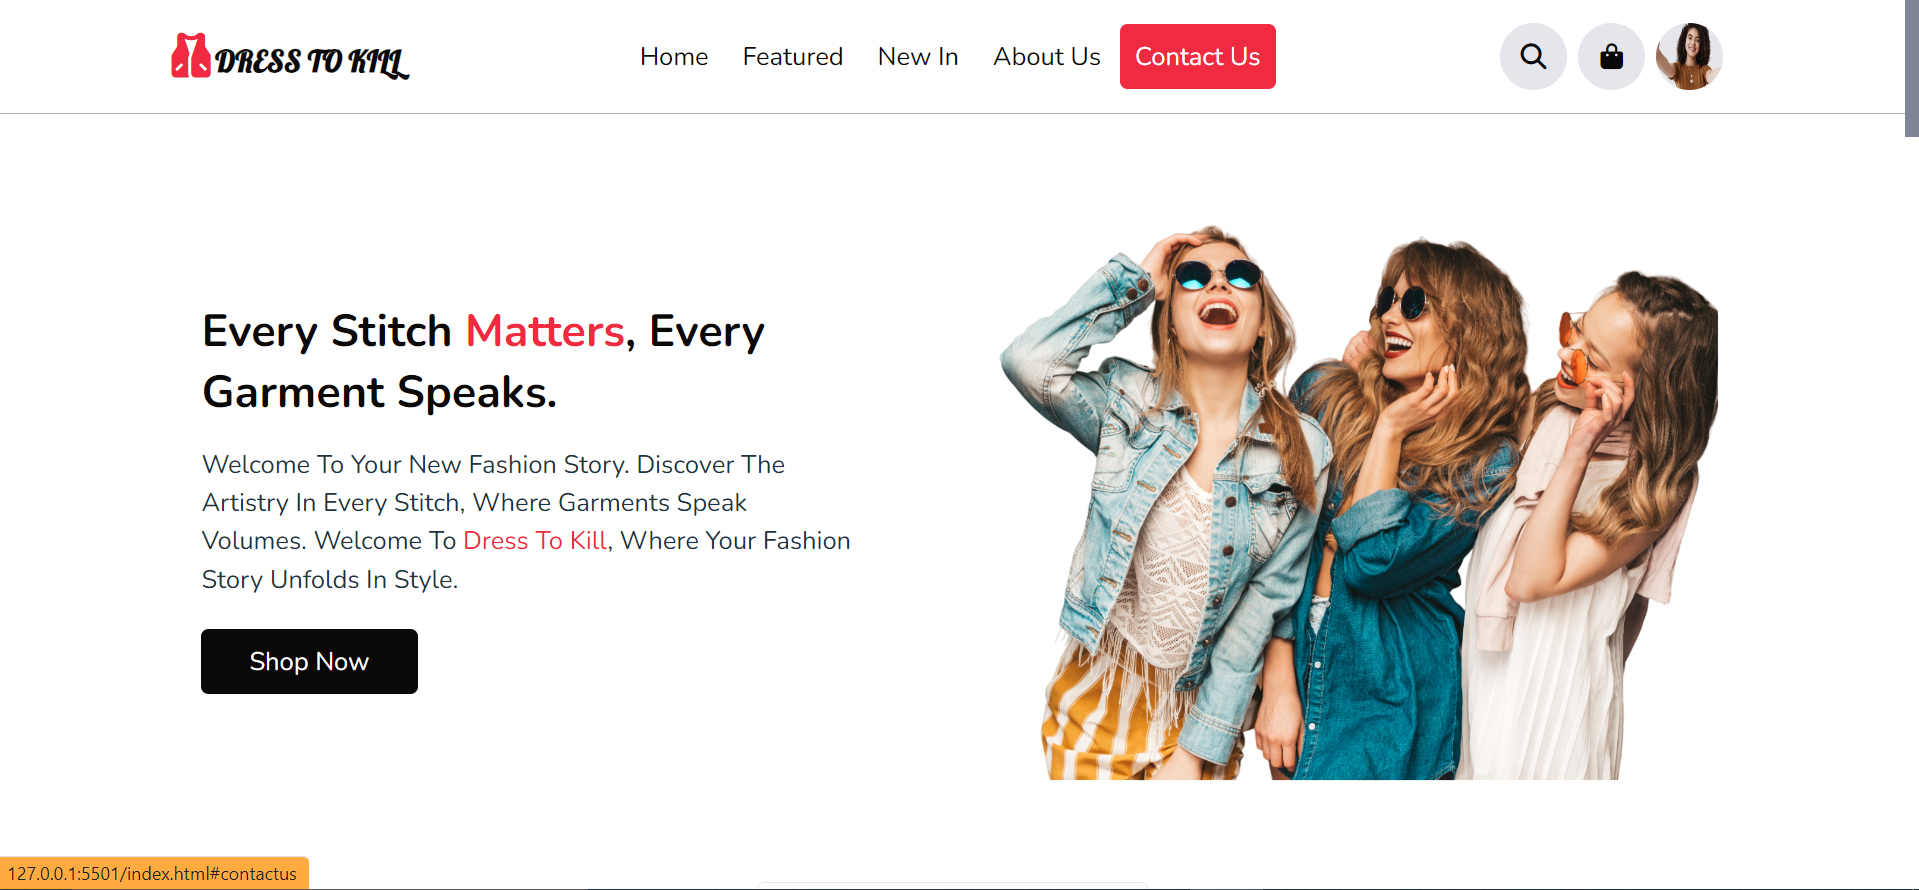 DRESS TO KILL
Home Featured New In About Us Contact Us
Every Stitch Matters, Every
Garment Speaks.
Welcome To Your New Fashion Story. Discover The
Artistry In Every Stitch, Where Garments Speak
Volumes. Welcome To Dress To Kill, Where Your Fashion
Story Unfolds In Style.
Shop Now
127.0.0.1:5501/index.html#contactus